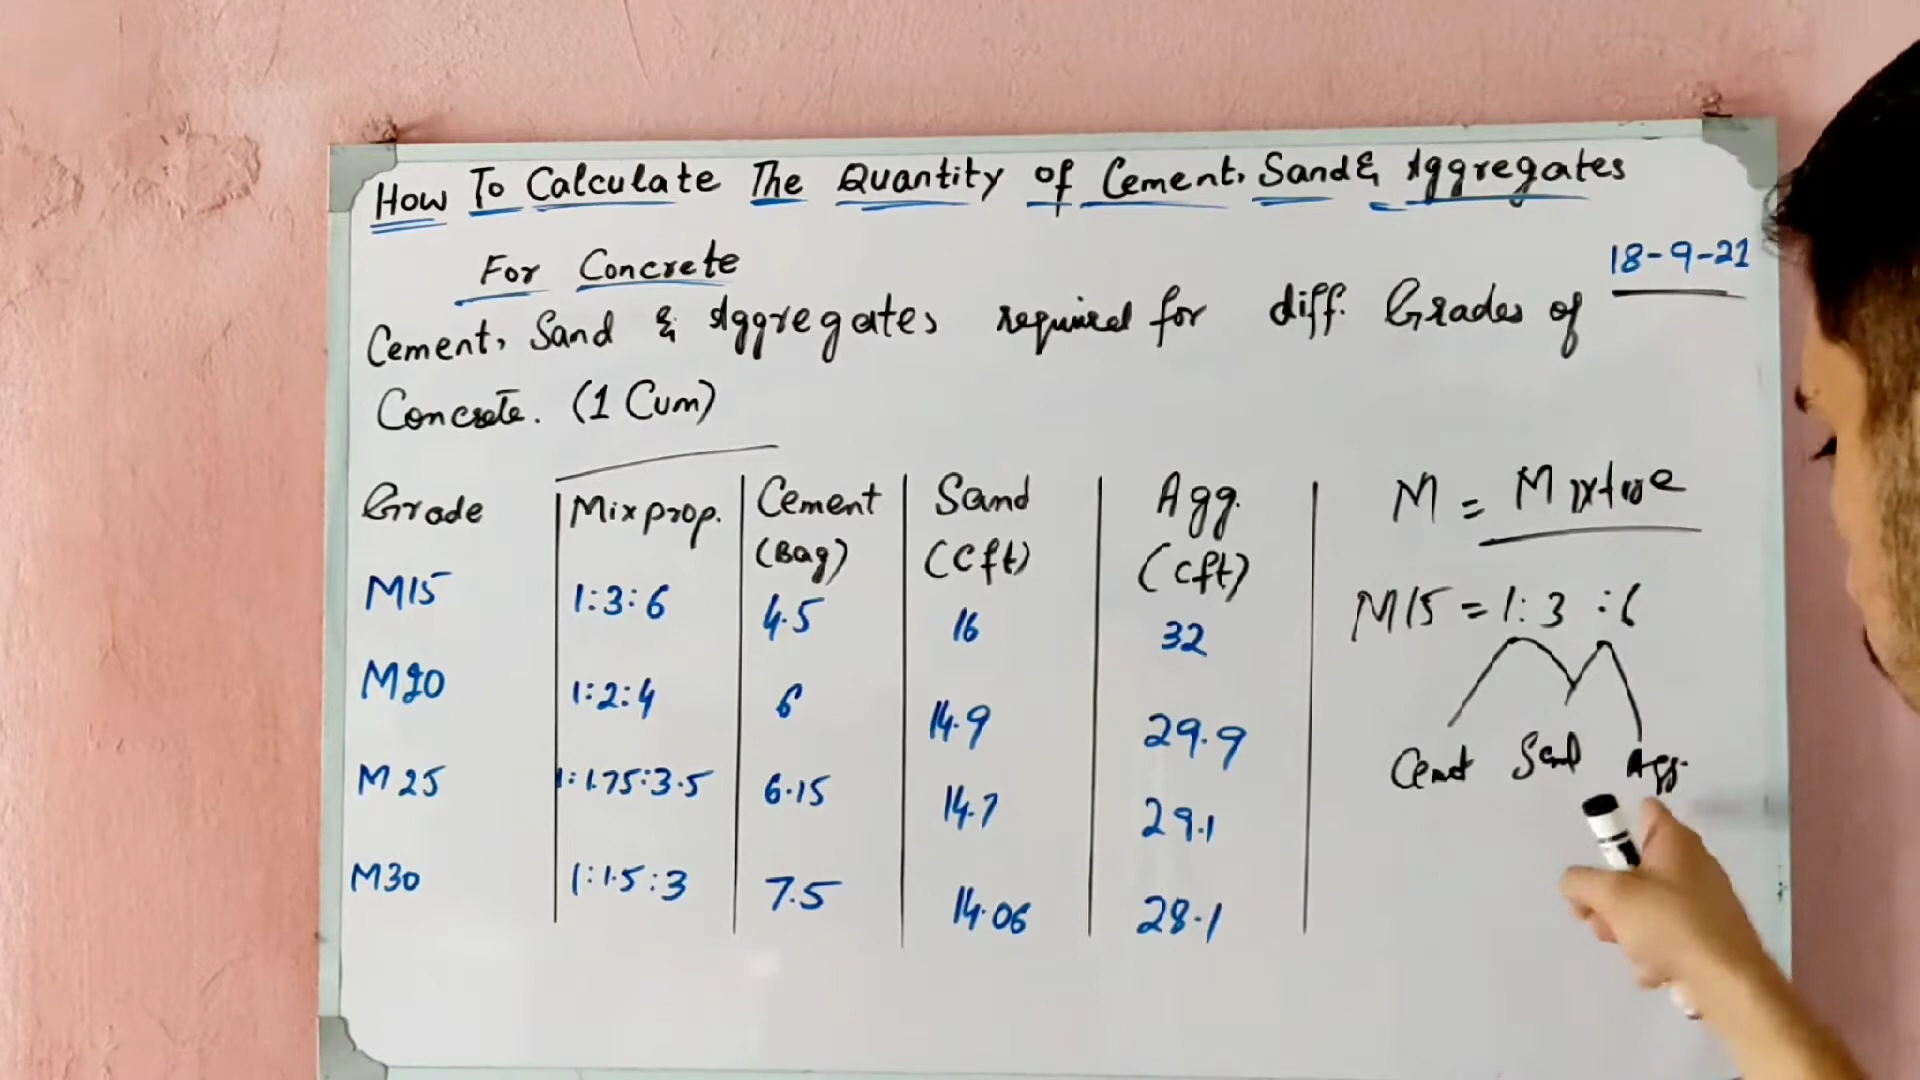 How To Calculate The Quantity of Cement, Sand & Aggregates
For Concrete
18-9-21
Cement, Sand & Aggregates required for diff. Grades of
Concrete. (1 Cum)
Grade Mix prop. Cement (Bag) Sand (Cft) Agg. (Cft)
M15 1:3:6 4.5 16 32
M20 1:2:4 6 14.9 29.9
M25 1:1.75:3.5 6.15 14.7 29.1
M30 1:1.5:3 7.5 14.06 28.1
M = Mixture
M15 = 1:3:6
Cemet Sand Agg.